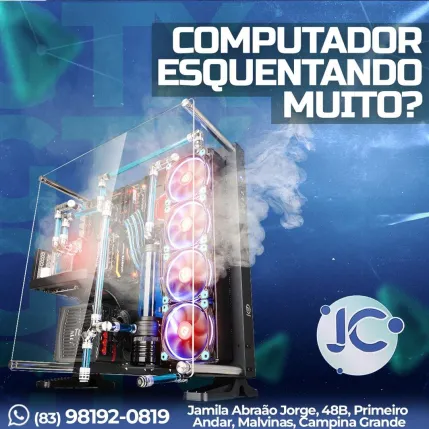 COMPUTADOR
ESQUENTANDO
MUITO?
JC
(83) 98192-0819
Jamila Abraão Jorge, 48B, Primeiro
Andar, Malvinas, Campina Grande